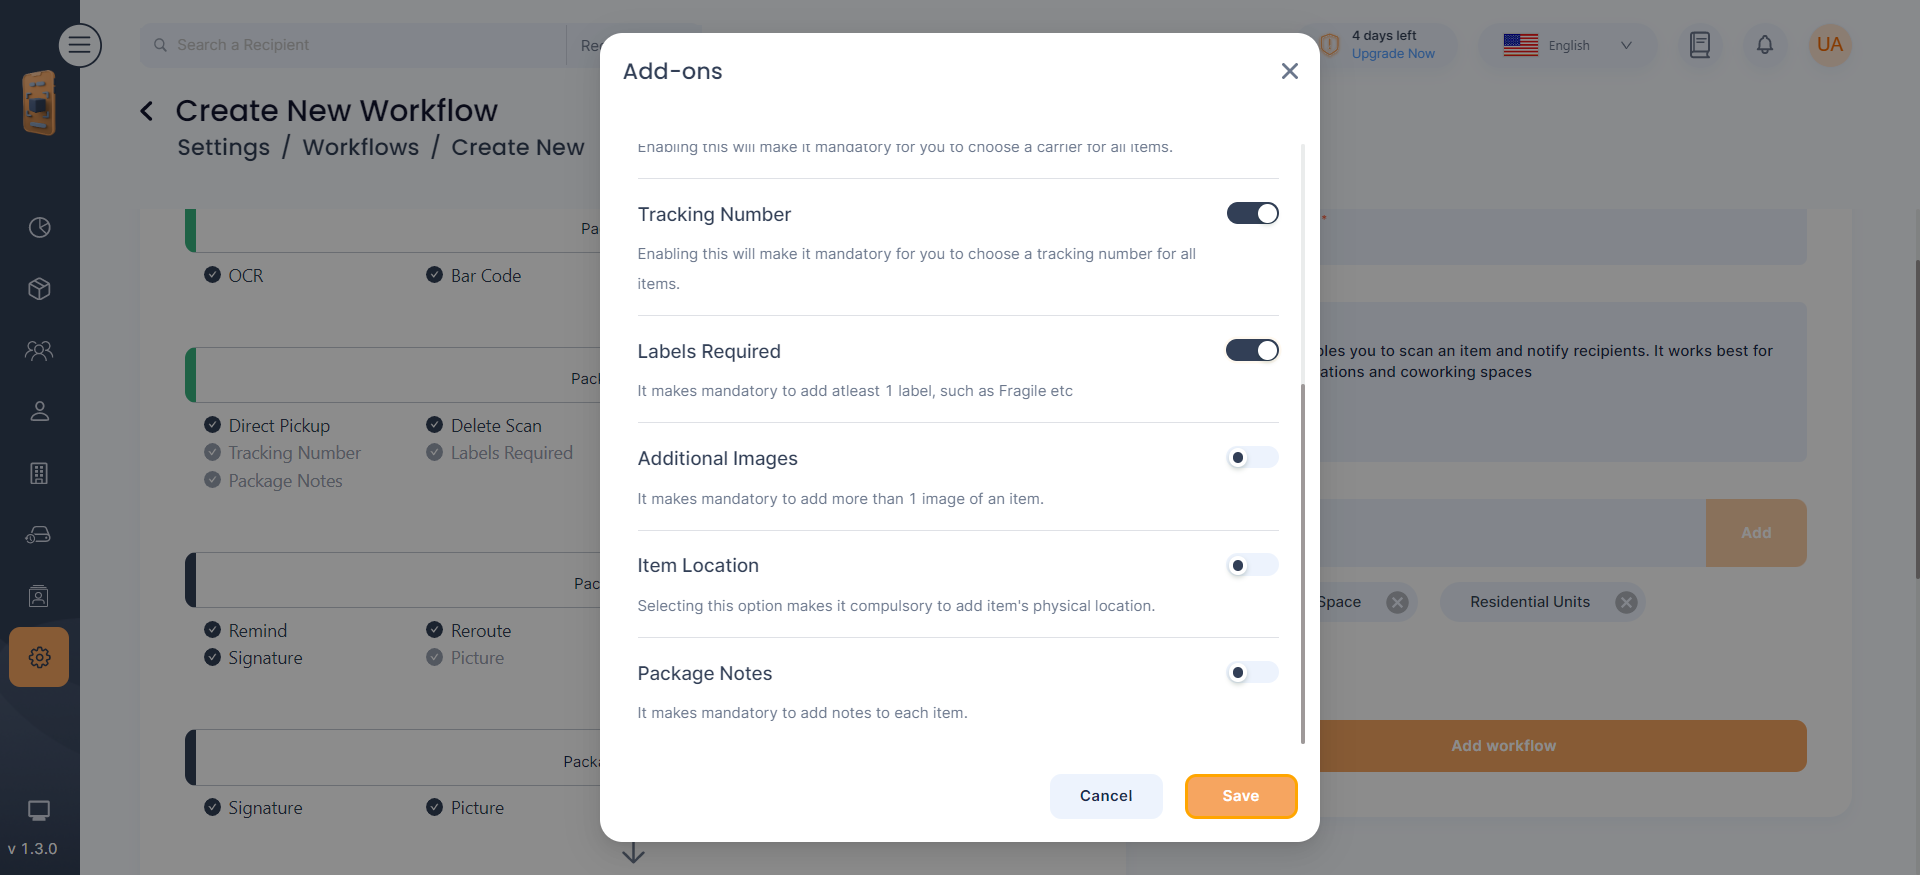 Search a Recipient
4 days left
Upgrade Now
English
UA
Create New Workflow
Settings / Workflows / Create New
OCR
Bar Code
Direct Pickup
Delete Scan
Tracking Number
Labels Required
Package Notes
Remind
Reroute
Signature
Picture
Signature
Picture
v 1.3.0
Add-ons
Enabling this will make it mandatory for you to choose a carrier for all items.
Tracking Number
Enabling this will make it mandatory for you to choose a tracking number for all
items.
Labels Required
It makes mandatory to add atleast 1 label, such as Fragile etc
Additional Images
It makes mandatory to add more than 1 image of an item.
Item Location
Selecting this option makes it compulsory to add item's physical location.
Package Notes
It makes mandatory to add notes to each item.
Cancel
Save
*
you to scan an item and notify recipients. It works best for
and coworking spaces
Add
Space
Residential Units
Add workflow